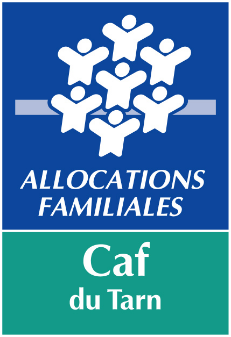 ALLOCATIONS
FAMILIALES
Caf
du Tarn